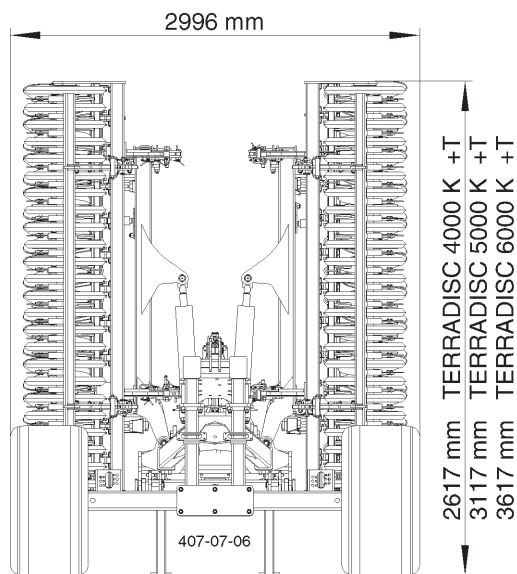 2996 mm
2617 mm TERRADISC 4000 K +T
3117 mm TERRADISC 5000 K +T
3617 mm TERRADISC 6000 K +T
407-07-06